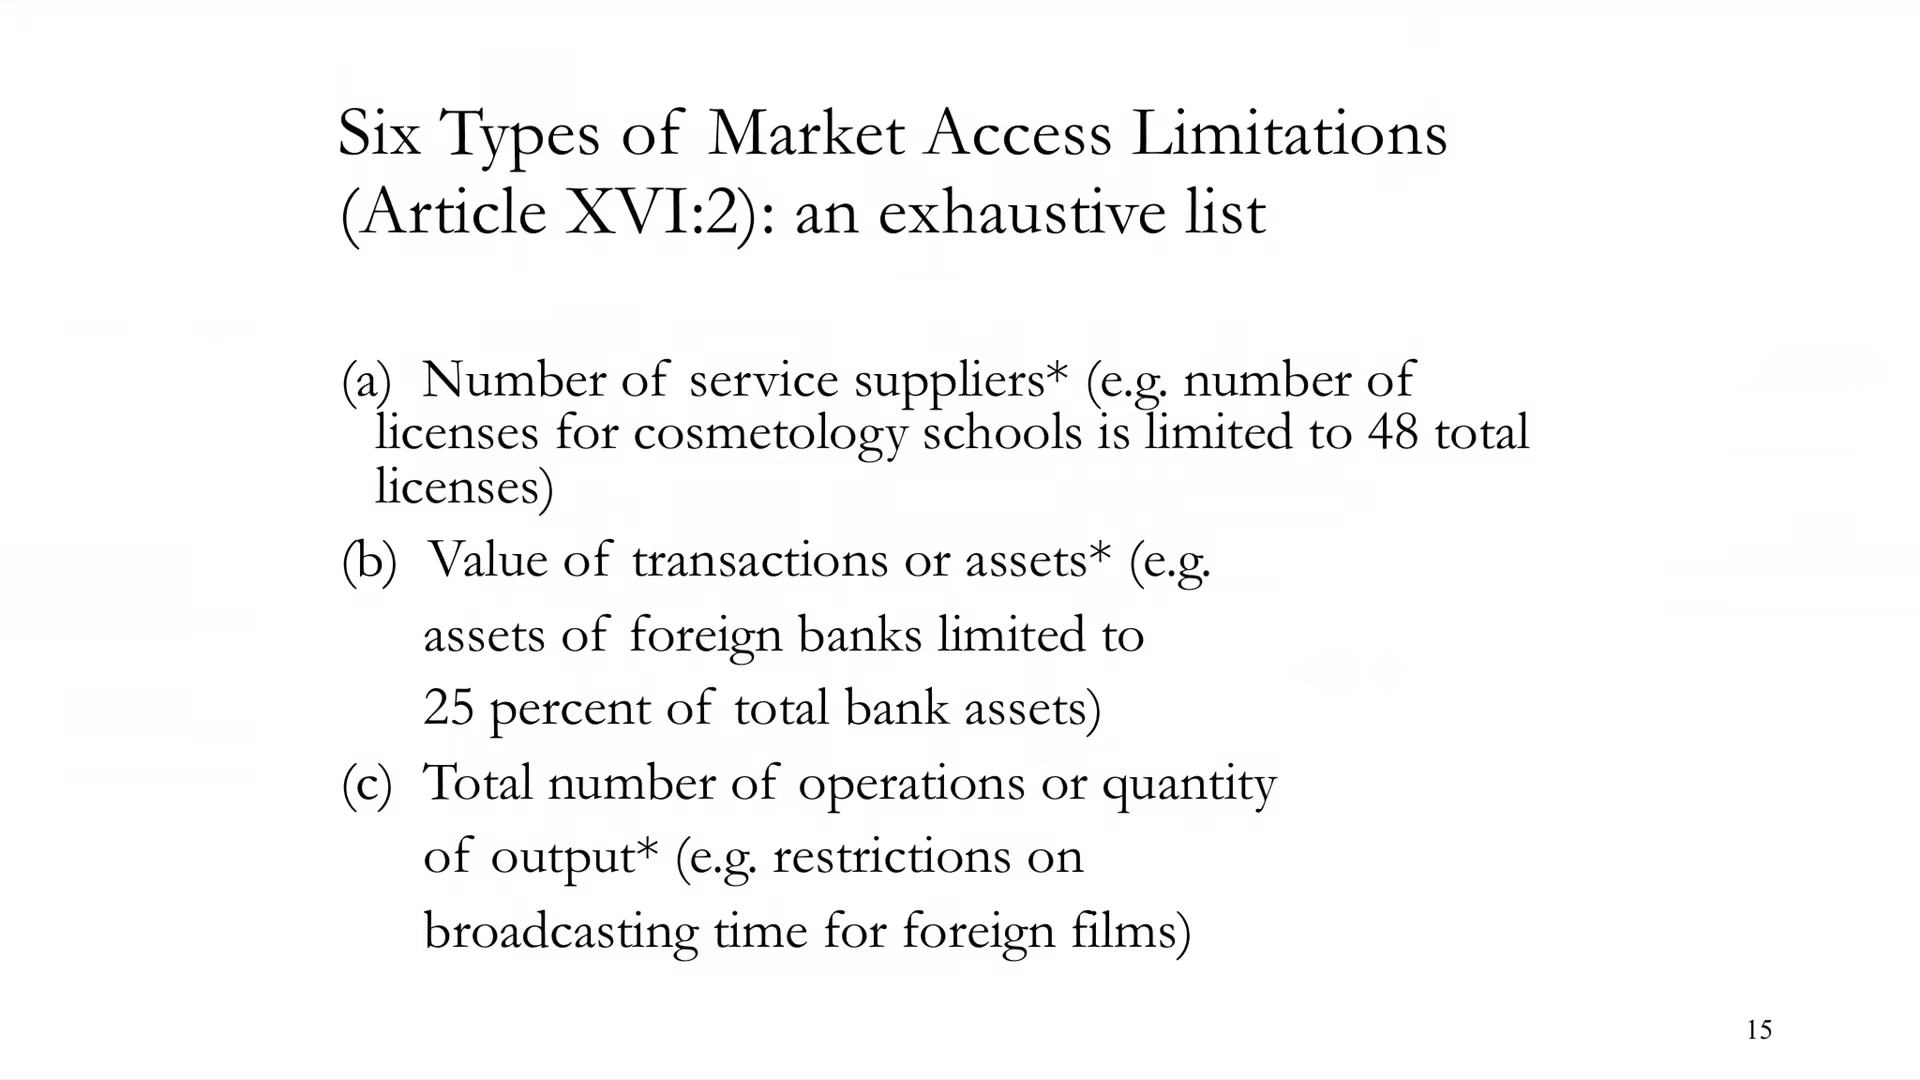 Six Types of Market Access Limitations
(Article XVI:2): an exhaustive list
(a) Number of service suppliers* (e.g. number of
licenses for cosmetology schools is limited to 48 total
licenses)
(b) Value of transactions or assets* (e.g.
assets of foreign banks limited to
25 percent of total bank assets)
(c) Total number of operations or quantity
of output* (e.g. restrictions on
broadcasting time for foreign films)
15